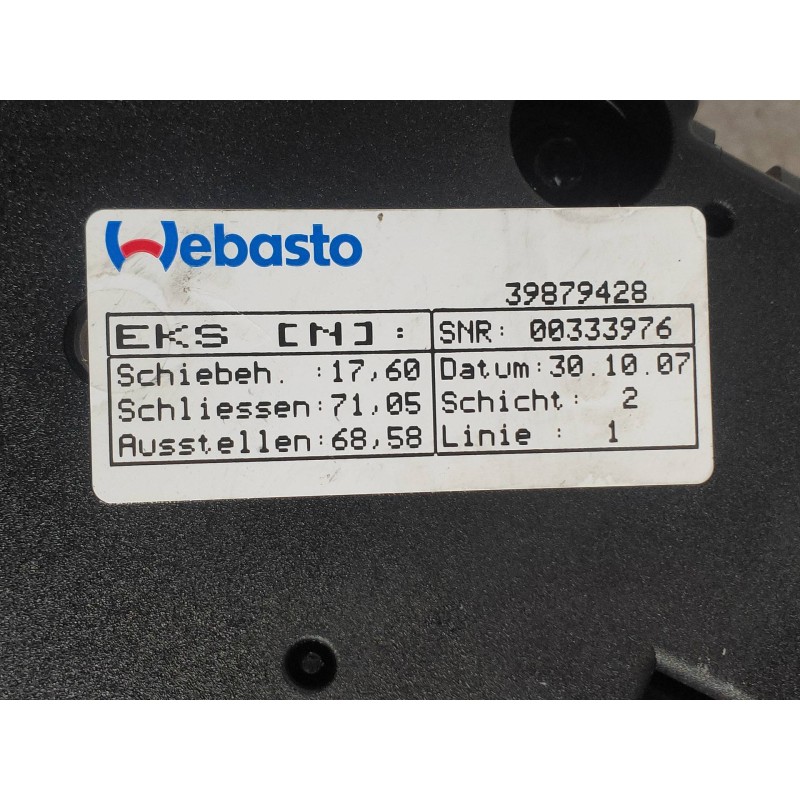 Webasto
39879428
EKS [N]: SNR: 00333976
Schiebeh. :17,60 Datum:30.10.07
Schliessen:71,05 Schicht: 2
Ausstellen:68,58 Linie : 1